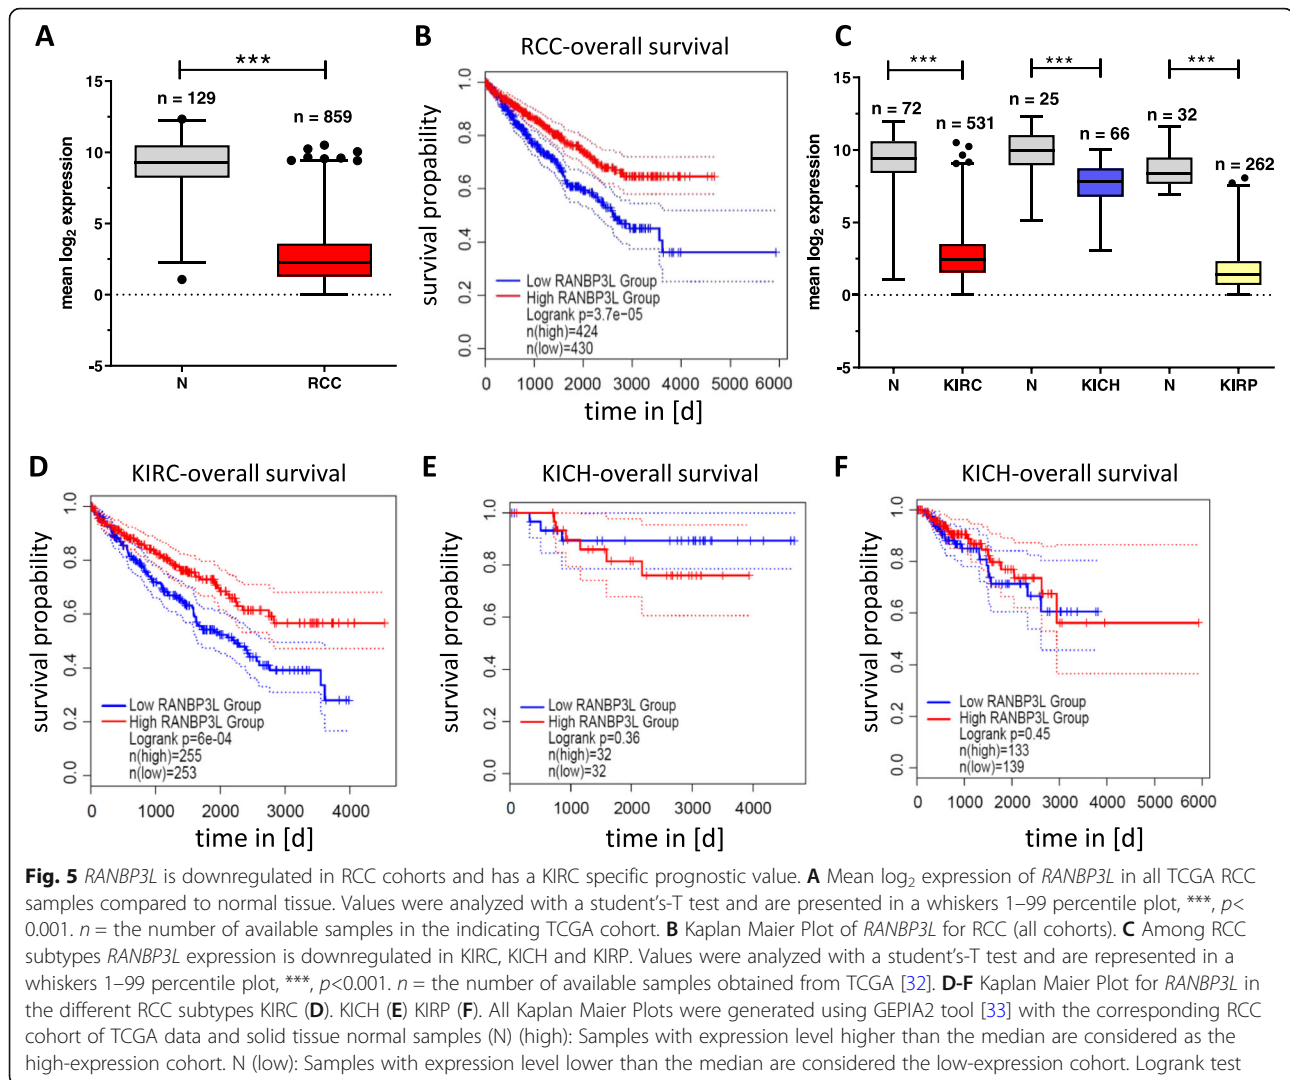 A
***
15
10
5
0
-5
mean log2 expression
n = 129
n = 859
N
RCC
B
RCC-overall survival
survival propability
1.0
0.8
0.6
0.4
0.2
0.0
Low RANBP3L Group
High RANBP3L Group
Logrank p=3.7e−05
n(high)=424
n(low)=430
0 1000 2000 3000 4000 5000 6000
time in [d]
C
*** *** ***
15
10
5
0
-5
mean log2 expression
n = 72
n = 531
n = 25
n = 66
n = 32
n = 262
N KIRC N KICH N KIRP
D
KIRC-overall survival
survival propability
1.0
0.8
0.6
0.4
0.2
0.0
Low RANBP3L Group
High RANBP3L Group
Logrank p=6e−04
n(high)=255
n(low)=253
0 1000 2000 3000 4000
time in [d]
E
KICH-overall survival
survival propability
1.0
0.8
0.6
0.4
0.2
0.0
Low RANBP3L Group
High RANBP3L Group
Logrank p=0.36
n(high)=32
n(low)=32
0 1000 2000 3000 4000
time in [d]
F
KICH-overall survival
survival propability
1.0
0.8
0.6
0.4
0.2
0.0
Low RANBP3L Group
High RANBP3L Group
Logrank p=0.45
n(high)=133
n(low)=139
0 1000 2000 3000 4000 5000 6000
time in [d]
Fig. 5 RANBP3L is downregulated in RCC cohorts and has a KIRC specific prognostic value. A Mean log2 expression of RANBP3L in all TCGA RCC
samples compared to normal tissue. Values were analyzed with a student's-T test and are presented in a whiskers 1–99 percentile plot, ***, p<
0.001. n = the number of available samples in the indicating TCGA cohort. B Kaplan Maier Plot of RANBP3L for RCC (all cohorts). C Among RCC
subtypes RANBP3L expression is downregulated in KIRC, KICH and KIRP. Values were analyzed with a student's-T test and are represented in a
whiskers 1–99 percentile plot, ***, p<0.001. n = the number of available samples obtained from TCGA [32]. D-F Kaplan Maier Plot for RANBP3L in
the different RCC subtypes KIRC (D). KICH (E) KIRP (F). All Kaplan Maier Plots were generated using GEPIA2 tool [33] with the corresponding RCC
cohort of TCGA data and solid tissue normal samples (N) (high): Samples with expression level higher than the median are considered as the
high-expression cohort. N (low): Samples with expression level lower than the median are considered the low-expression cohort. Logrank test